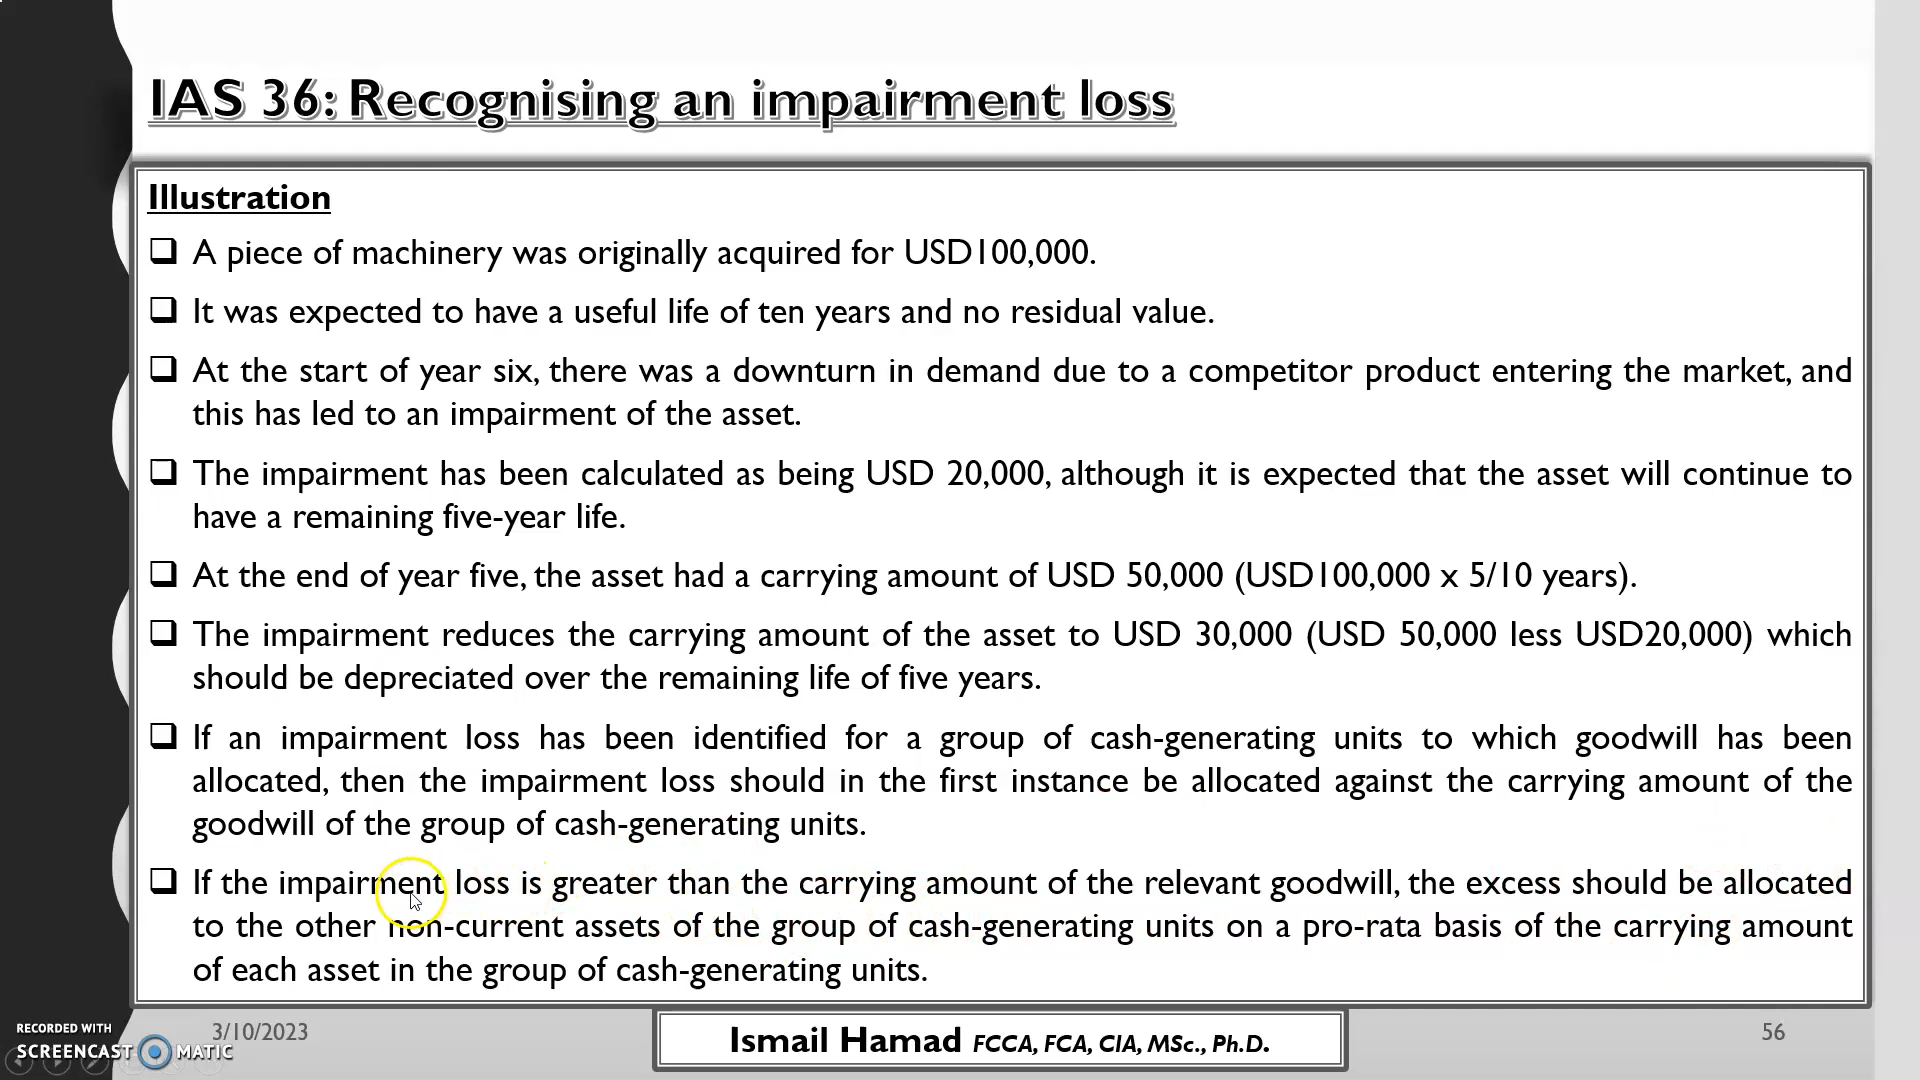 IAS 36: Recognising an impairment loss
Illustration
❑ A piece of machinery was originally acquired for USD100,000.
❑ It was expected to have a useful life of ten years and no residual value.
❑ At the start of year six, there was a downturn in demand due to a competitor product entering the market, and
this has led to an impairment of the asset.
❑ The impairment has been calculated as being USD 20,000, although it is expected that the asset will continue to
have a remaining five-year life.
❑ At the end of year five, the asset had a carrying amount of USD 50,000 (USD100,000 x 5/10 years).
❑ The impairment reduces the carrying amount of the asset to USD 30,000 (USD 50,000 less USD20,000) which
should be depreciated over the remaining life of five years.
❑ If an impairment loss has been identified for a group of cash-generating units to which goodwill has been
allocated, then the impairment loss should in the first instance be allocated against the carrying amount of the
goodwill of the group of cash-generating units.
❑ If the impairment loss is greater than the carrying amount of the relevant goodwill, the excess should be allocated
to the other non-current assets of the group of cash-generating units on a pro-rata basis of the carrying amount
of each asset in the group of cash-generating units.
RECORDED WITH
SCREENCAST MATIC
3/10/2023
Ismail Hamad FCCA, FCA, CIA, MSc., Ph.D.
56